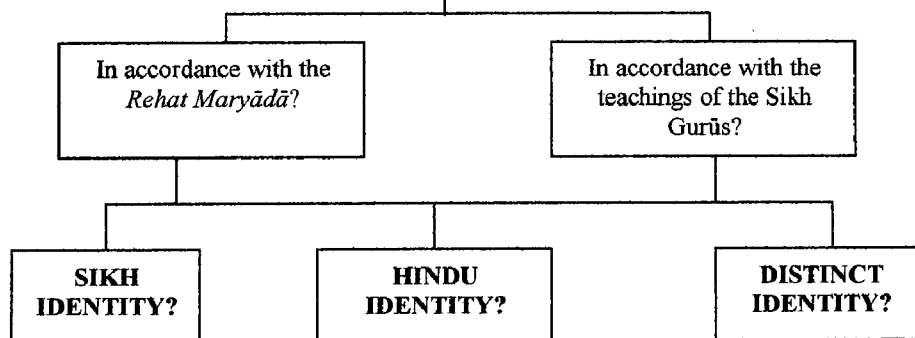 In accordance with the
Rehat Maryādā?
In accordance with the
teachings of the Sikh
Gurūs?
SIKH
IDENTITY?
HINDU
IDENTITY?
DISTINCT
IDENTITY?